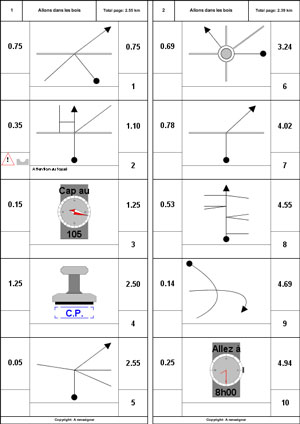 1 Allons dans les bois Total page: 2.55 km
0.75 0.75
1
0.35 1.10
! Attention au fossé
2
0.15 Cap au 1.25
105
3
1.25 2.50
C.P.
4
0.05 2.55
5
Copyright: A renseigner
2 Allons dans les bois Total page: 2.39 km
0.69 3.24
6
0.78 4.02
7
0.53 4.55
8
0.14 4.69
9
0.25 Allez à 4.94
8h00
10
Copyright: A renseigner